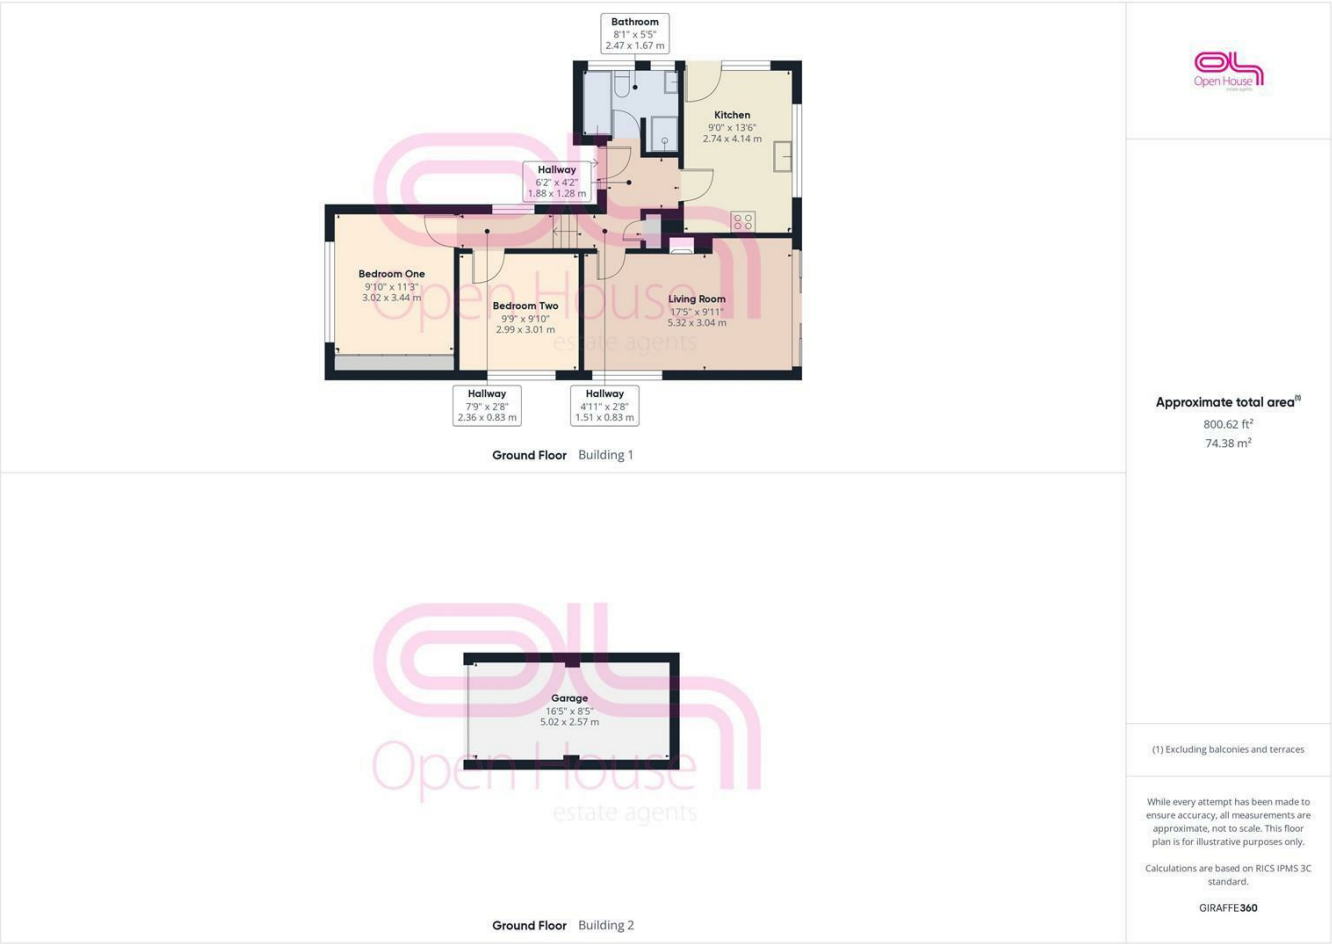 Bathroom
8'1" x 5'5"
2.47 x 1.67 m
Kitchen
9'0" x 13'6"
2.74 x 4.14 m
Hallway
6'2" x 4'2"
1.88 x 1.28 m
Bedroom One
9'10" x 11'3"
3.02 x 3.44 m
Bedroom Two
9'9" x 9'10"
2.99 x 3.01 m
Living Room
17'5" x 9'11"
5.32 x 3.04 m
Open House
estate agents
Hallway
7'9" x 2'8"
2.36 x 0.83 m
Hallway
4'11" x 2'8"
1.51 x 0.83 m
Ground Floor Building 1
Garage
16'5" x 8'5"
5.02 x 2.57 m
Open House
estate agents
Ground Floor Building 2
Open House
estate agents
Approximate total area(1)
800.62 ft²
74.38 m²
(1) Excluding balconies and terraces
While every attempt has been made to
ensure accuracy, all measurements are
approximate, not to scale. This floor
plan is for illustrative purposes only.
Calculations are based on RICS IPMS 3C
standard.
GIRAFFE360